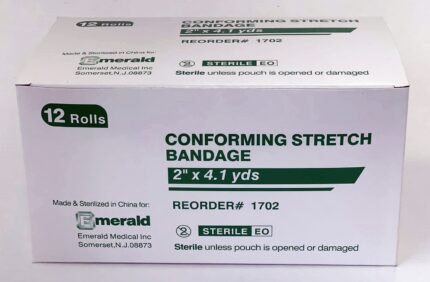 12 Rolls
CONFORMING STRETCH
BANDAGE
2" x 4.1 yds
REORDER# 1702
Made & Sterilized in China for:
Emerald
Emerald Medical Inc
Somerset,N.J.08873
2 STERILE EO
Sterile unless pouch is opened or damaged
12 Rolls
CONFORMING STRETCH
BANDAGE
2" x 4.1 yds
Made & Sterilized in China for:
REORDER# 1702
Emerald
Emerald Medical Inc
Somerset,N.J.08873
2 STERILE EO
Sterile unless pouch is opened or damaged